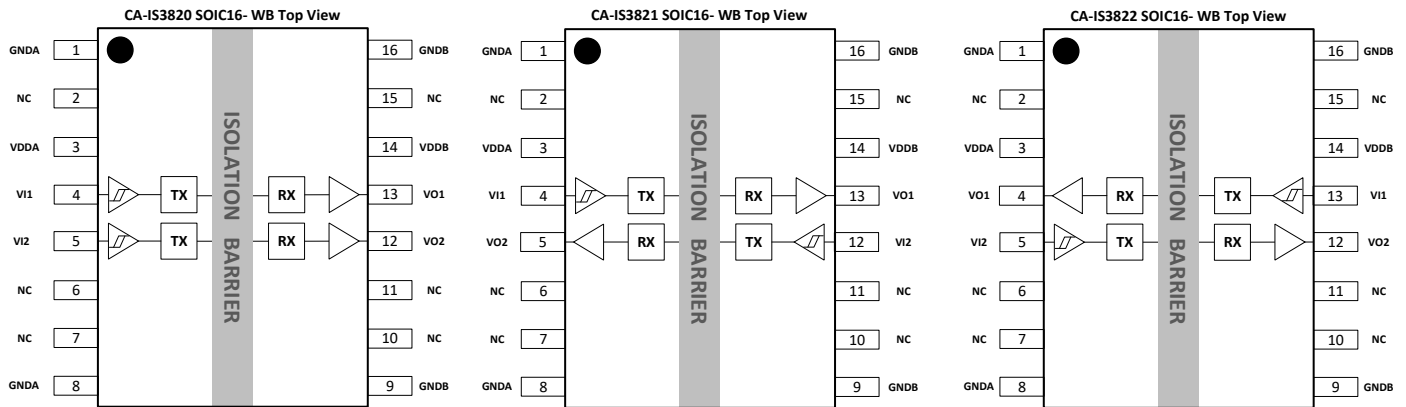 CA-IS3820 SOIC16- WB Top View
GNDA 1 16 GNDB
NC 2 15 NC
VDDA 3 14 VDDB
VI1 4 TX RX 13 VO1
VI2 5 TX RX 12 VO2
NC 6 11 NC
NC 7 10 NC
GNDA 8 9 GNDB
ISOLATION BARRIER
CA-IS3821 SOIC16- WB Top View
GNDA 1 16 GNDB
NC 2 15 NC
VDDA 3 14 VDDB
VI1 4 TX RX 13 VO1
VO2 5 RX TX 12 VI2
NC 6 11 NC
NC 7 10 NC
GNDA 8 9 GNDB
ISOLATION BARRIER
CA-IS3822 SOIC16- WB Top View
GNDA 1 16 GNDB
NC 2 15 NC
VDDA 3 14 VDDB
VO1 4 RX TX 13 VI1
VI2 5 TX RX 12 VO2
NC 6 11 NC
NC 7 10 NC
GNDA 8 9 GNDB
ISOLATION BARRIER